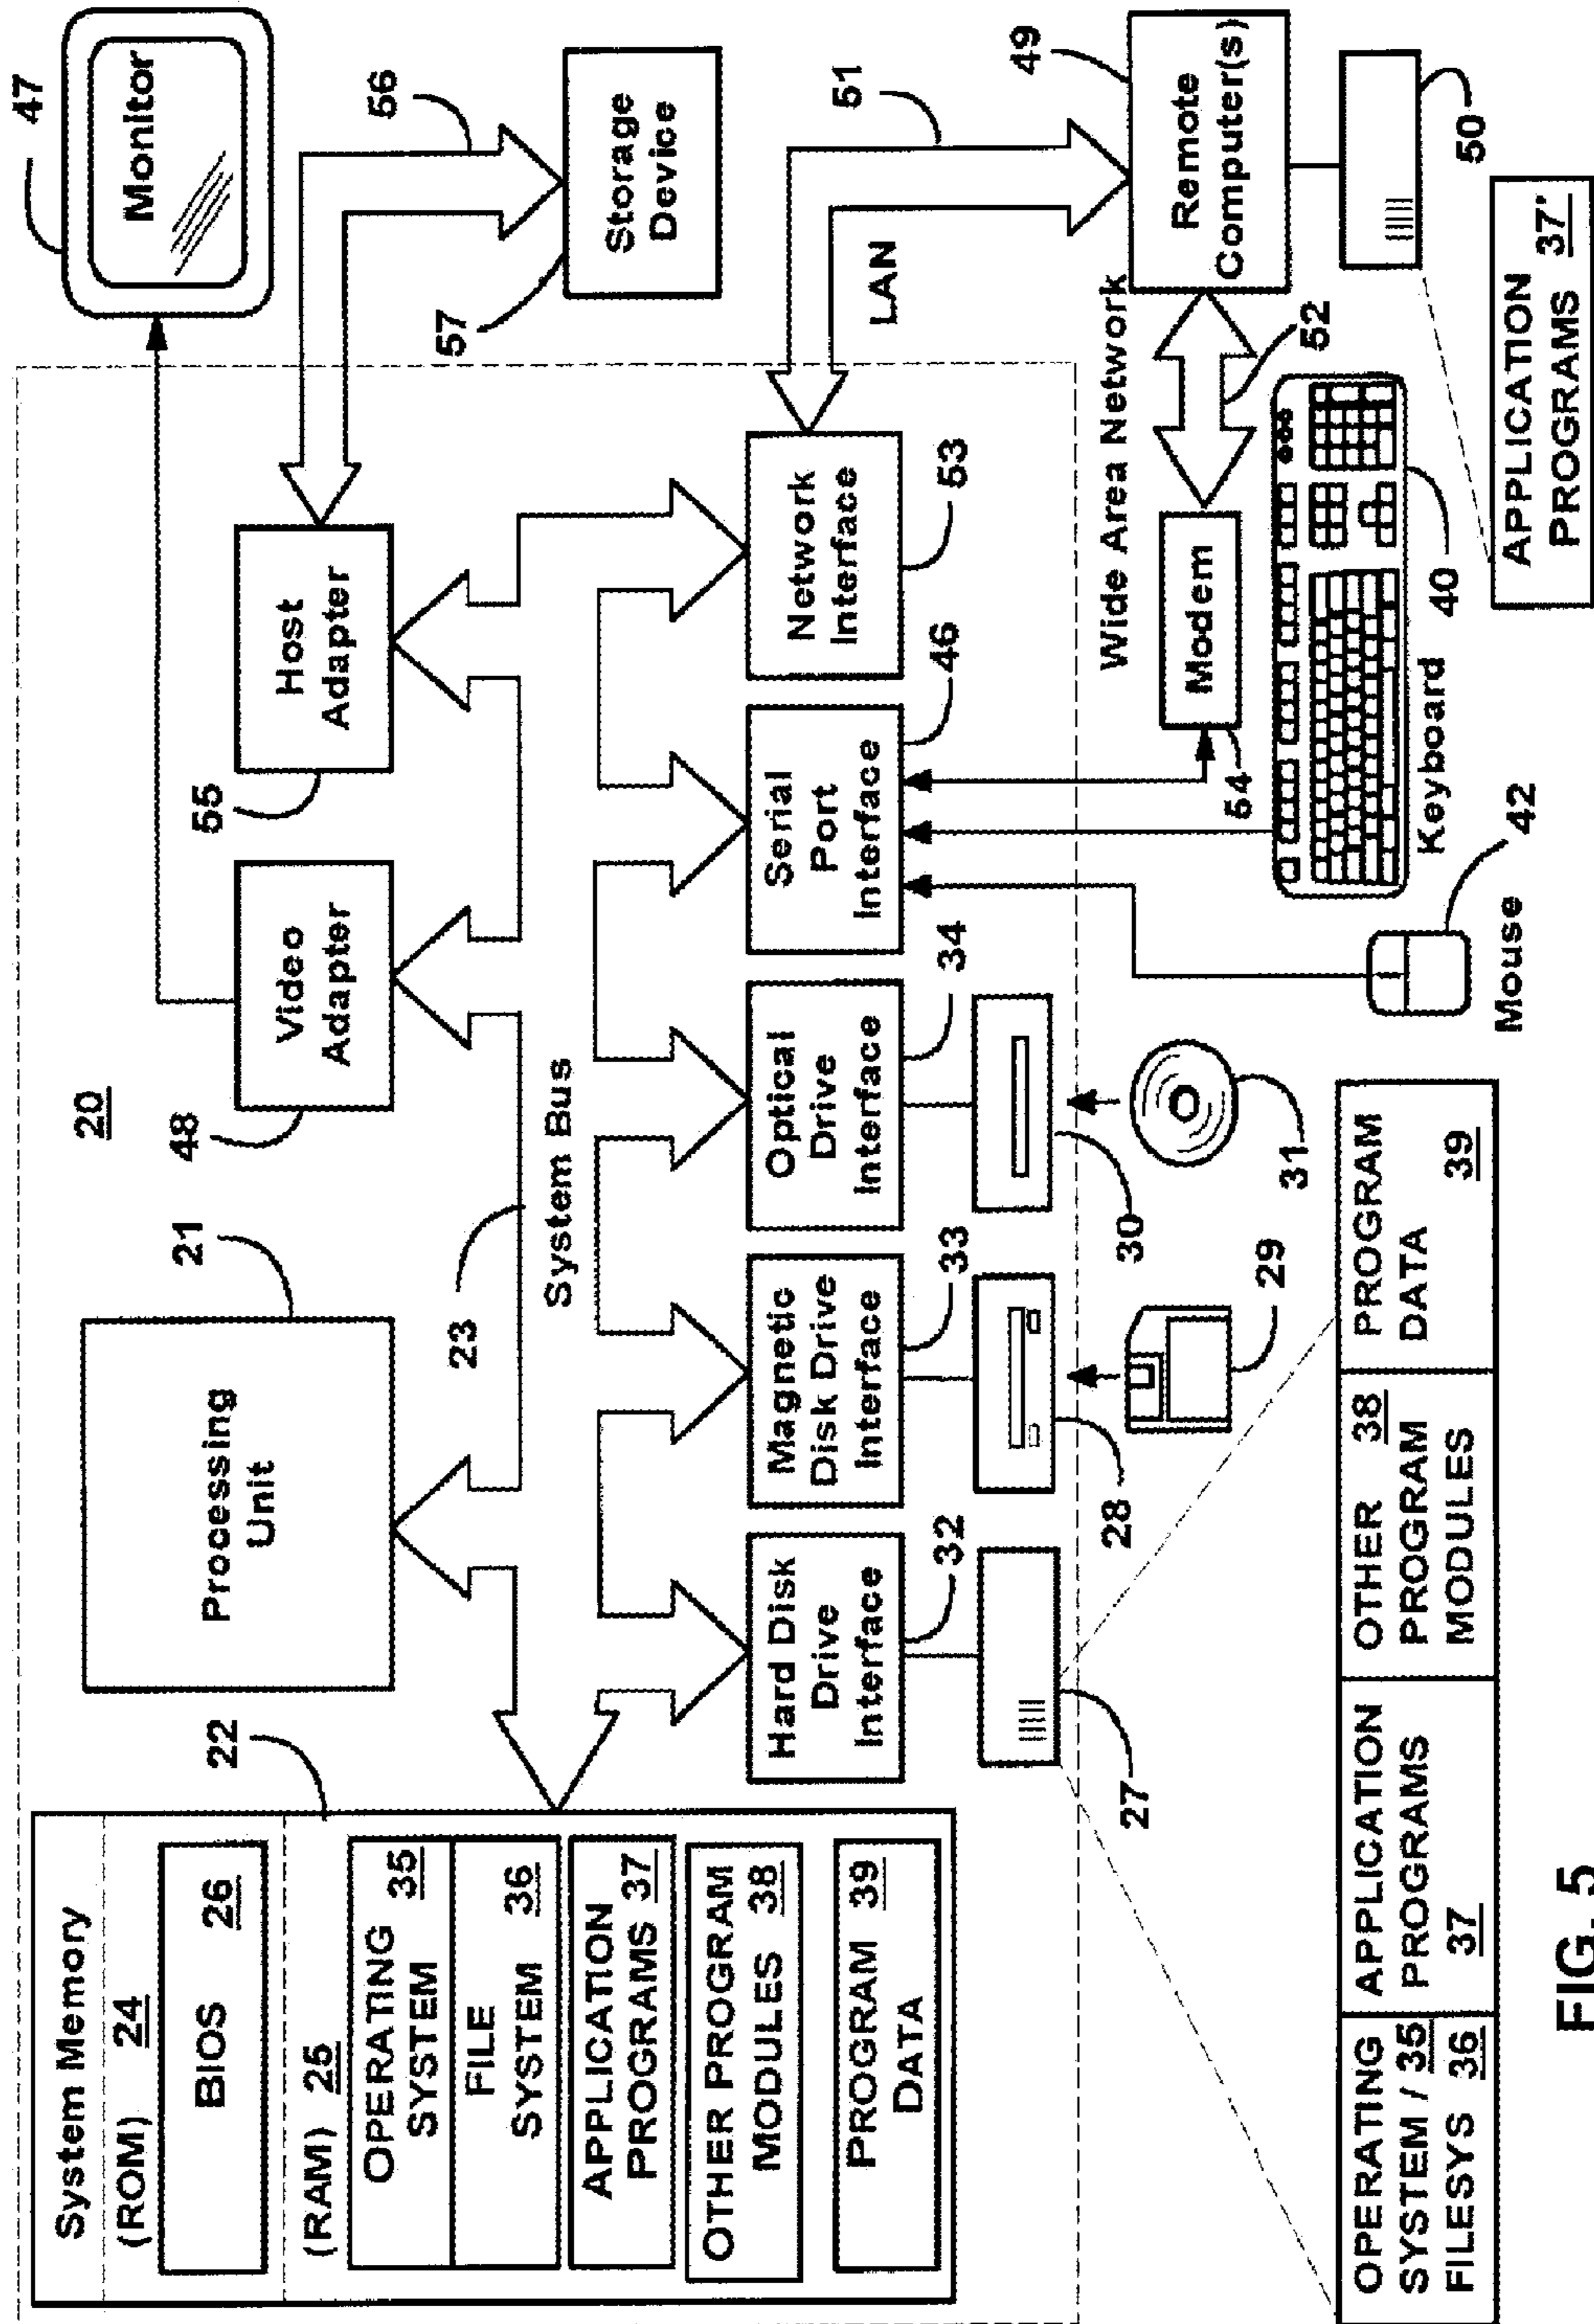 System Memory
(ROM) 24
BIOS 26
(RAM) 25
OPERATING
SYSTEM 35
FILE
SYSTEM 36
APPLICATION
PROGRAMS 37
OTHER PROGRAM
MODULES 38
PROGRAM 39
DATA
22
Processing
Unit
21
20
48
Video
Adapter
55
Host
Adapter
47
Monitor
56
57
Storage
Device
23
System Bus
Hard Disk
Drive
Interface
32
Magnetic
Disk Drive
Interface
33
Optical
Drive
Interface
34
Serial
Port
Interface
46
Network
Interface
53
LAN
51
49
Remote
Computer(s)
50
Wide Area Network
52
Modem
54
27
28
29
30
31
Keyboard
40
Mouse
42
APPLICATION
PROGRAMS 37'
OPERATING
SYSTEM / 35
FILESYS 36
APPLICATION
PROGRAMS
37
OTHER 38
PROGRAM
MODULES
PROGRAM
DATA
39
FIG. 5